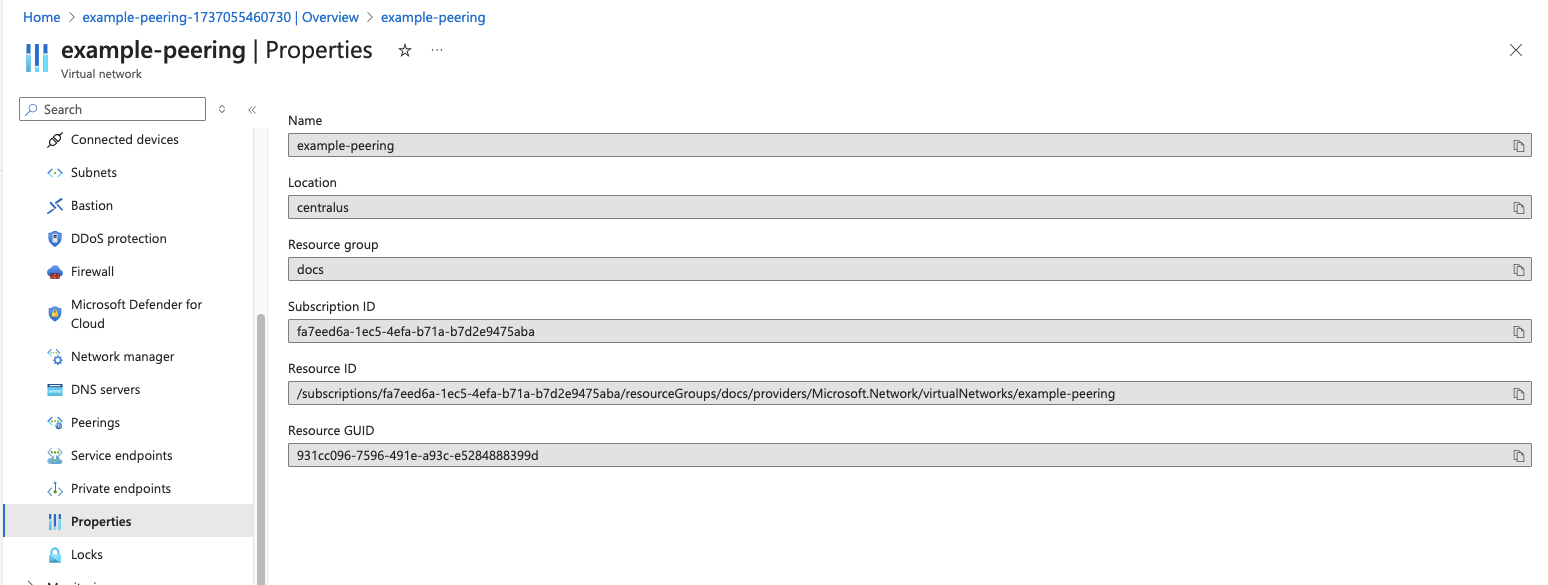 Home > example-peering-1737055460730 | Overview > example-peering
example-peering | Properties
Virtual network
Search
Connected devices
Subnets
Bastion
DDoS protection
Firewall
Microsoft Defender for
Cloud
Network manager
DNS servers
Peerings
Service endpoints
Private endpoints
Properties
Locks
Name
example-peering
Location
centralus
Resource group
docs
Subscription ID
fa7eed6a-1ec5-4efa-b71a-b7d2e9475aba
Resource ID
/subscriptions/fa7eed6a-1ec5-4efa-b71a-b7d2e9475aba/resourceGroups/docs/providers/Microsoft.Network/virtualNetworks/example-peering
Resource GUID
931cc096-7596-491e-a93c-e5284888399d